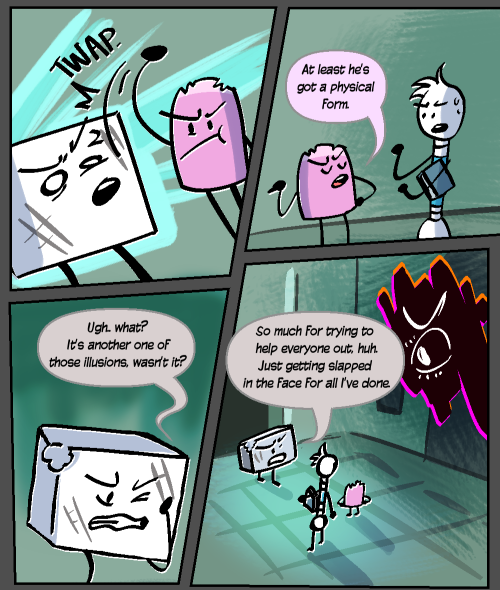 TWAP.
At least he's
got a physical
form.
Ugh. what?
It's another one of
those illusions, wasn't it?
So much for trying to
help everyone out, huh.
Just getting slapped
in the face for all I've done.